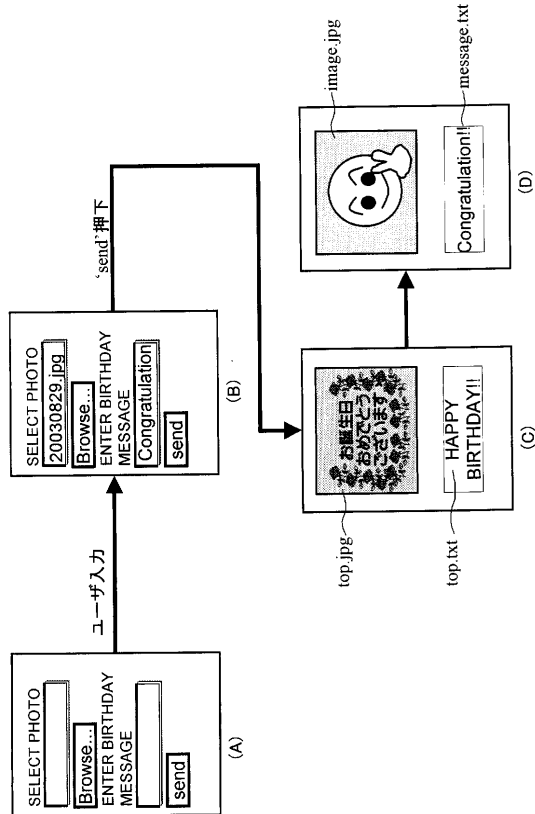 SELECT PHOTO
Browse...
ENTER BIRTHDAY
MESSAGE
send
(A)
ユーザ入力
SELECT PHOTO
20030829.jpg
Browse...
ENTER BIRTHDAY
MESSAGE
Congratulation
send
(B)
‘send’押下
top.jpg
お誕生日
おめでとう
ございます
top.txt
HAPPY
BIRTHDAY!!
(C)
image.jpg
Congratulation!!
message.txt
(D)